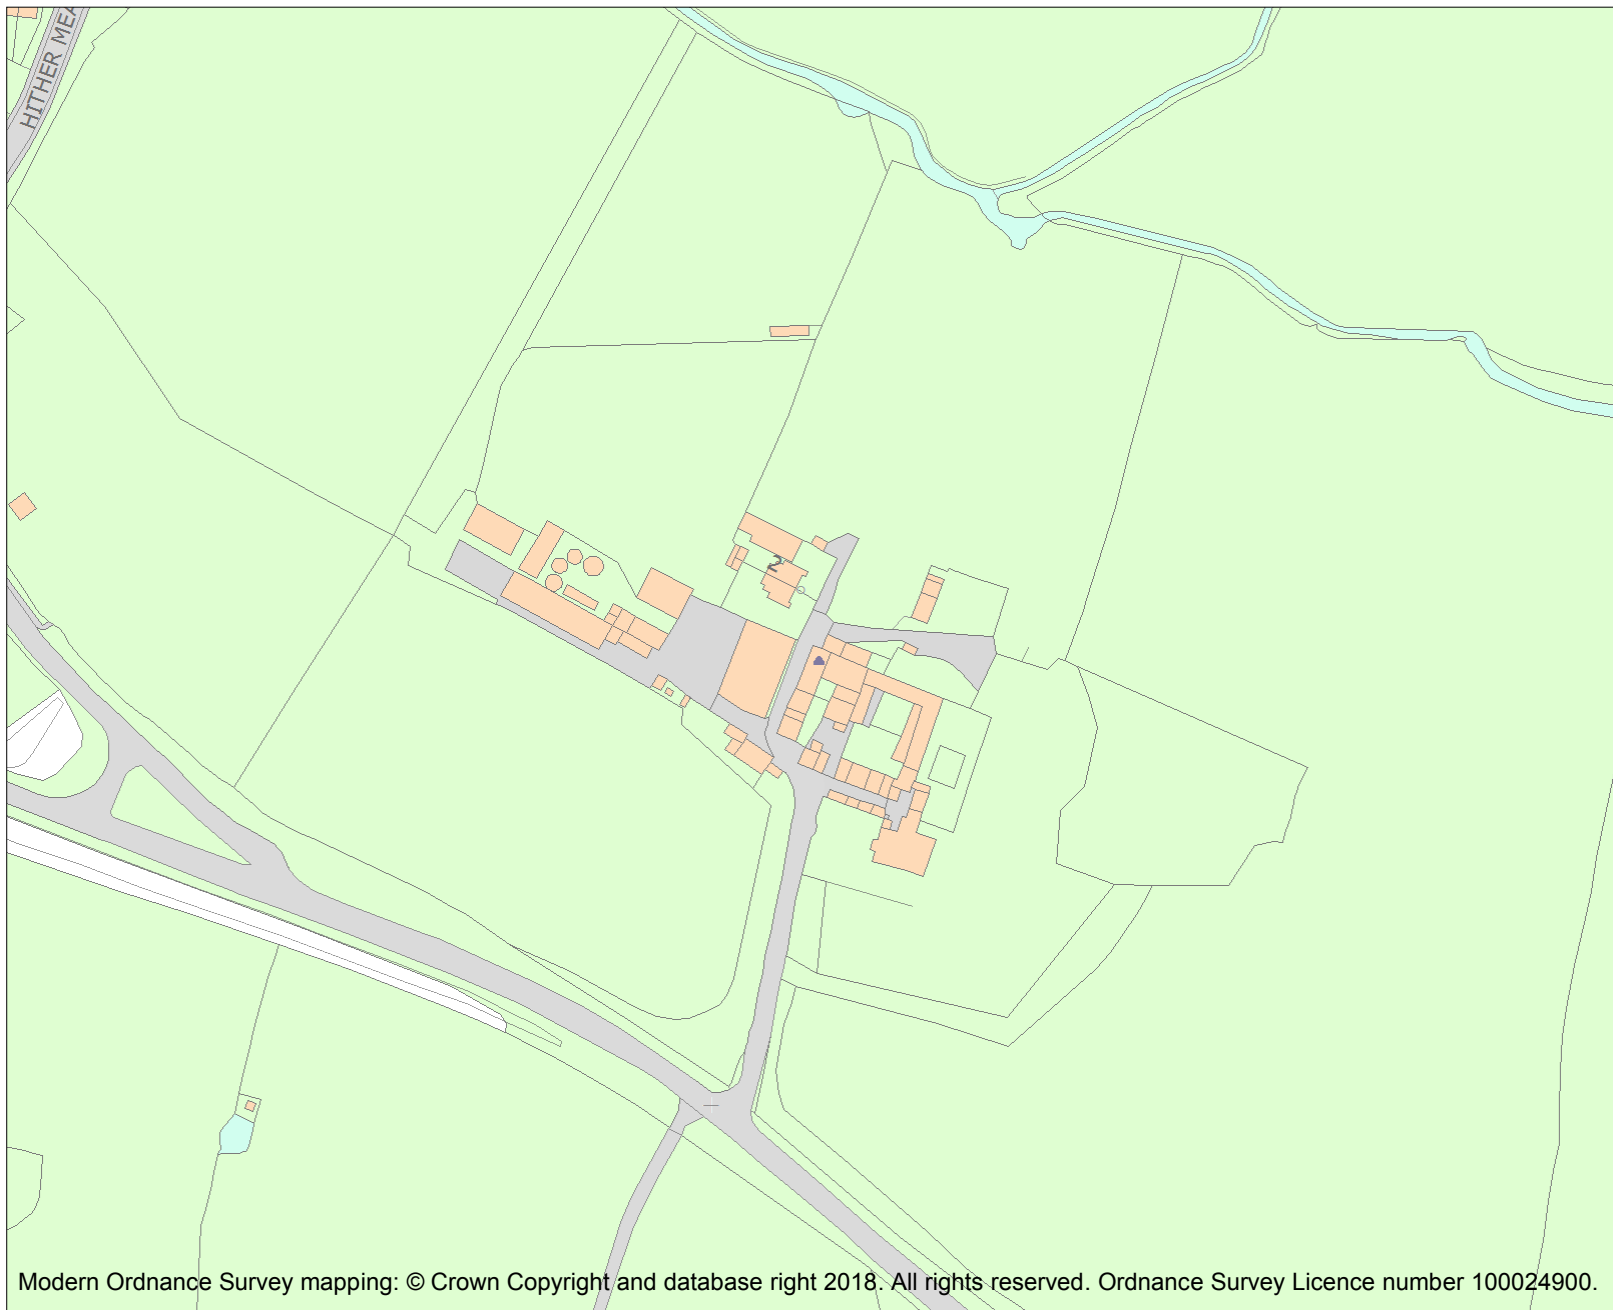 HITHER MEA
2
Modern Ordnance Survey mapping: © Crown Copyright and database right 2018. All rights reserved. Ordnance Survey Licence number 100024900.